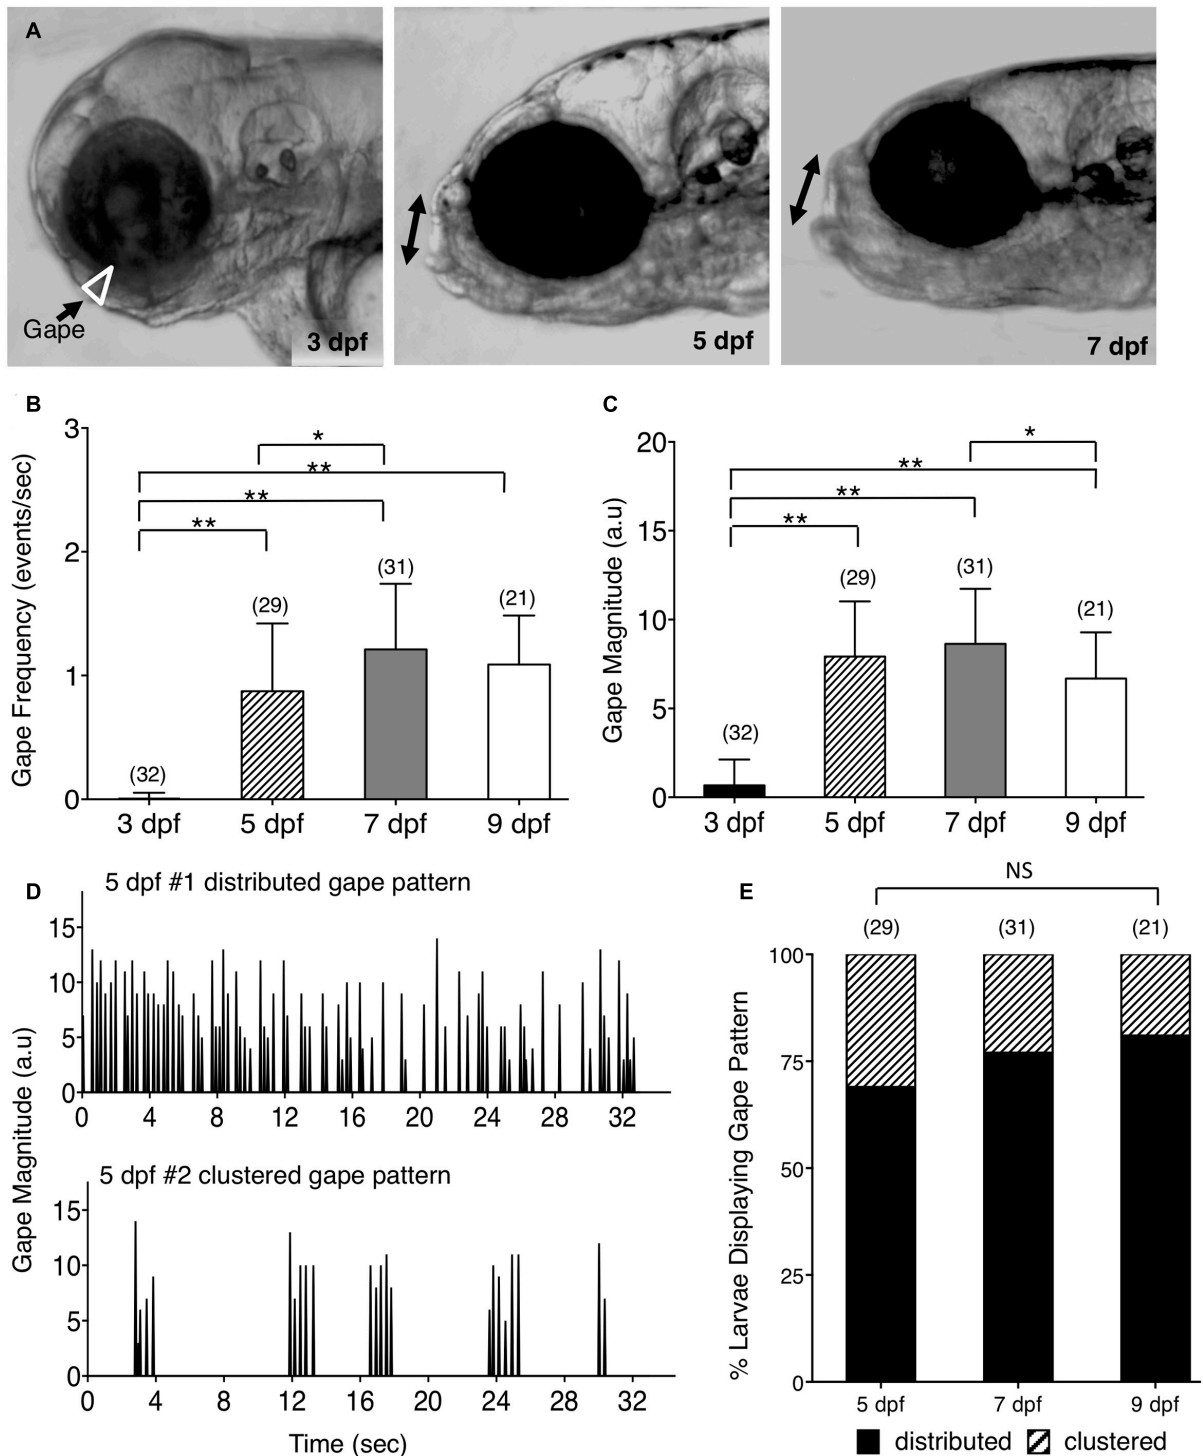 A
Gape
3 dpf
5 dpf
7 dpf
B
Gape Frequency (events/sec)
3
2
1
0
*
**
**
**
(32)
(29)
(31)
(21)
3 dpf
5 dpf
7 dpf
9 dpf
C
Gape Magnitude (a.u)
20
15
10
5
0
*
**
**
**
(32)
(29)
(31)
(21)
3 dpf
5 dpf
7 dpf
9 dpf
D
5 dpf #1 distributed gape pattern
Gape Magnitude (a.u)
15
10
5
0
0 4 8 12 16 20 24 28 32
5 dpf #2 clustered gape pattern
15
10
5
0
0 4 8 12 16 20 24 28 32
Time (sec)
E
NS
(29) (31) (21)
% Larvae Displaying Gape Pattern
100
75
50
25
0
5 dpf 7 dpf 9 dpf
distributed clustered